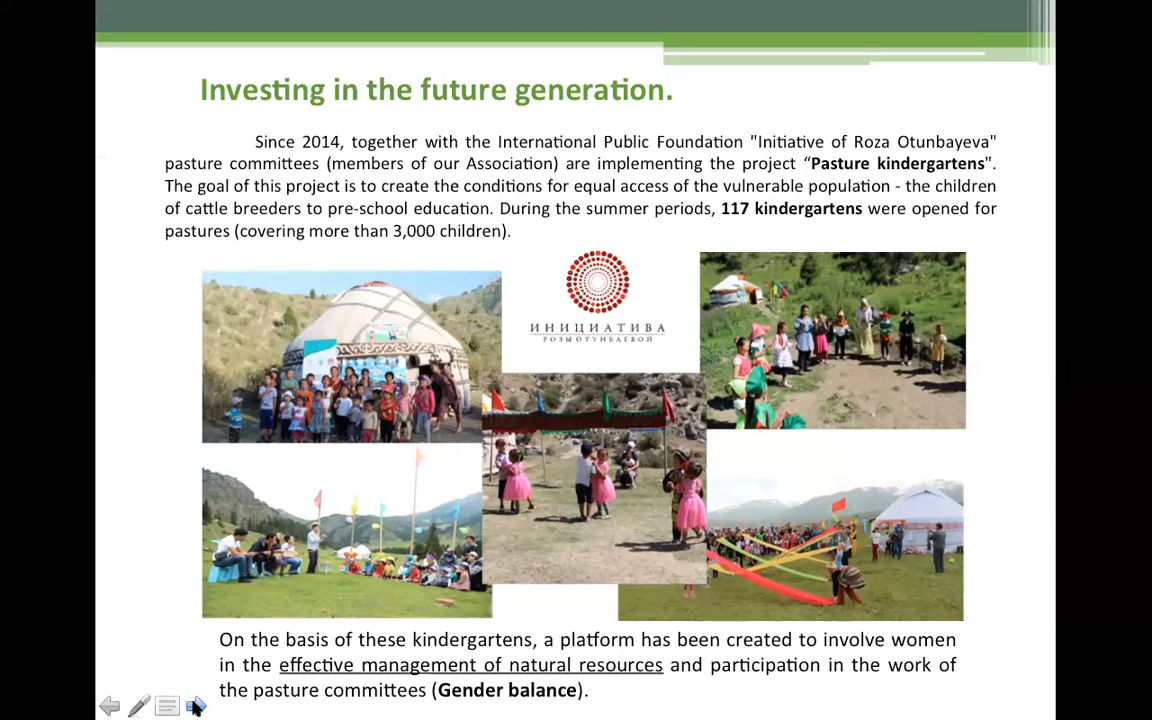 Investing in the future generation.
Since 2014, together with the International Public Foundation "Initiative of Roza Otunbayeva"
pasture committees (members of our Association) are implementing the project “Pasture kindergartens".
The goal of this project is to create the conditions for equal access of the vulnerable population - the children
of cattle breeders to pre-school education. During the summer periods, 117 kindergartens were opened for
pastures (covering more than 3,000 children).
ИНИЦИАТИВА
РОЗЫ ОТУНБАЕВОЙ
On the basis of these kindergartens, a platform has been created to involve women
in the effective management of natural resources and participation in the work of
the pasture committees (Gender balance).